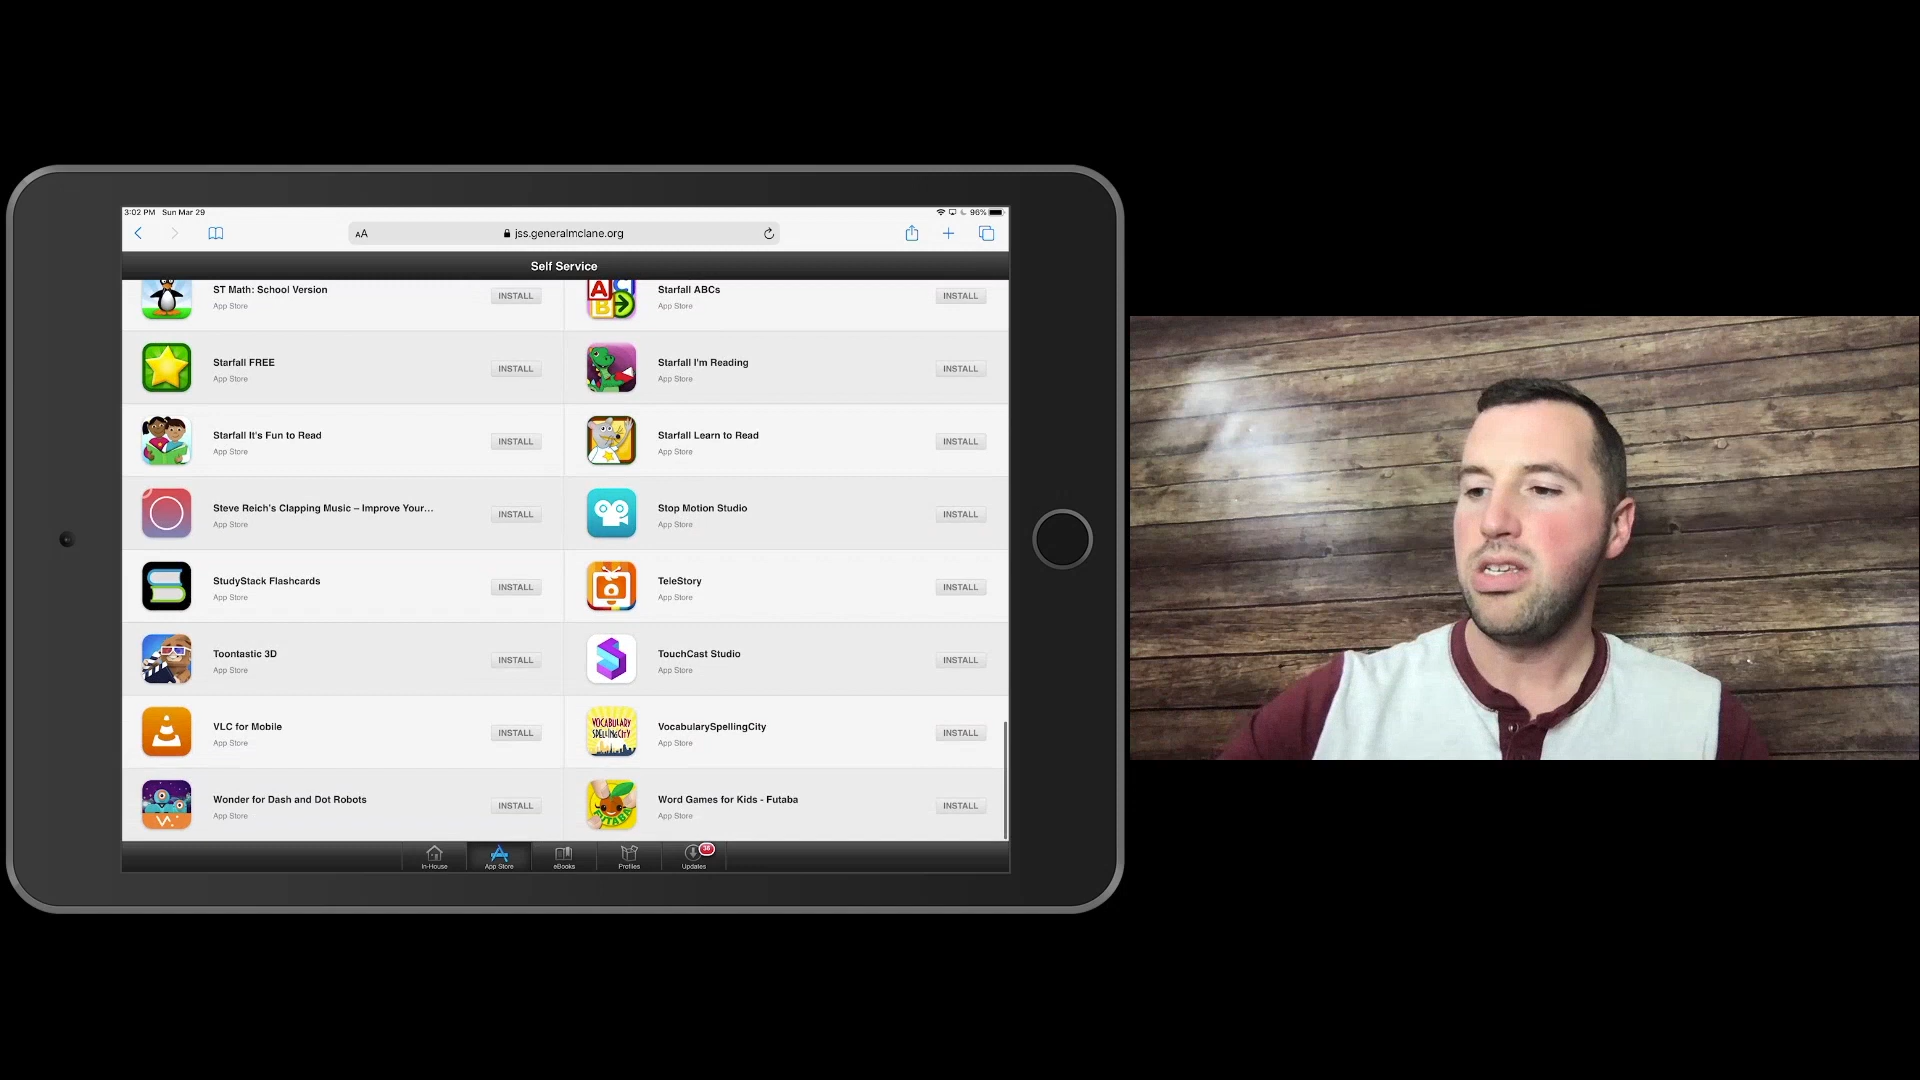 3:02 PM Sun Mar 29
96%
AA
jss.generalmclane.org
Self Service
ST Math: School Version
App Store
INSTALL
Starfall ABCs
App Store
INSTALL
Starfall FREE
App Store
INSTALL
Starfall I'm Reading
App Store
INSTALL
Starfall It's Fun to Read
App Store
INSTALL
Starfall Learn to Read
App Store
INSTALL
Steve Reich's Clapping Music – Improve Your...
App Store
INSTALL
Stop Motion Studio
App Store
INSTALL
StudyStack Flashcards
App Store
INSTALL
TeleStory
App Store
INSTALL
Toontastic 3D
App Store
INSTALL
TouchCast Studio
App Store
INSTALL
VLC for Mobile
App Store
INSTALL
VOCABULARY
SPELLINGCITY
VocabularySpellingCity
App Store
INSTALL
Wonder for Dash and Dot Robots
App Store
INSTALL
FUTABA
Word Games for Kids - Futaba
App Store
INSTALL
In-House
App Store
eBooks
Profiles
Updates